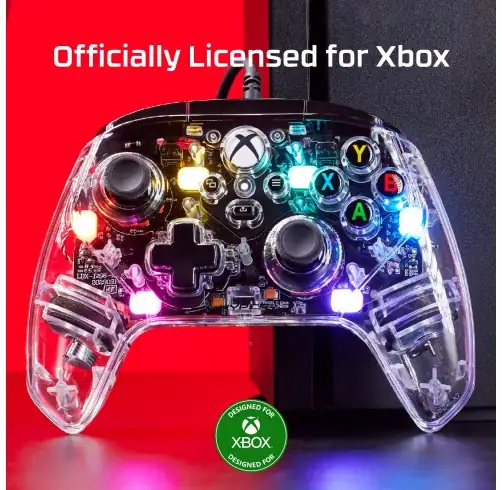 Officially Licensed for Xbox
Y
X
B
A
DESIGNED FOR
XBOX
DESIGNED FOR